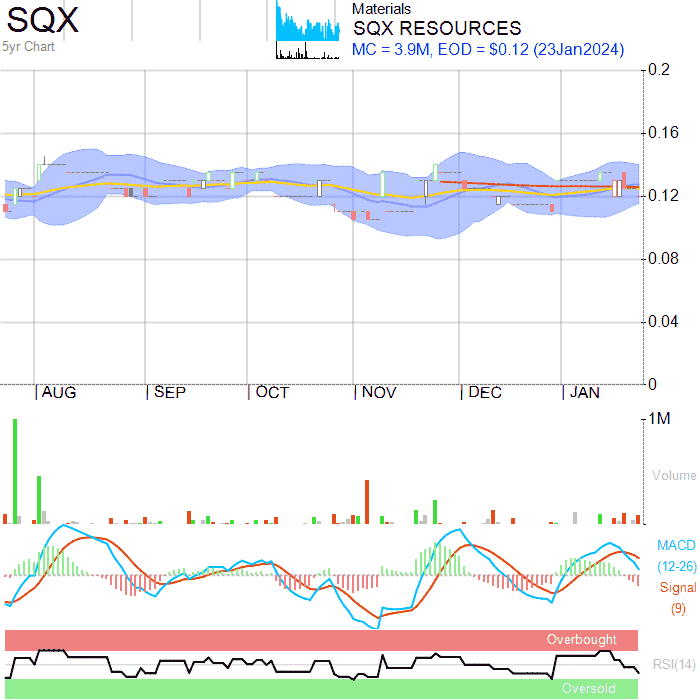 SQX
5yr Chart
Materials
SQX RESOURCES
MC = 3.9M, EOD = $0.12 (23Jan2024)
0.2
0.16
0.12
0.08
0.04
0
AUG SEP OCT NOV DEC JAN
1M
Volume
MACD
(12-26)
Signal
(9)
Overbought
RSI(14)
Oversold